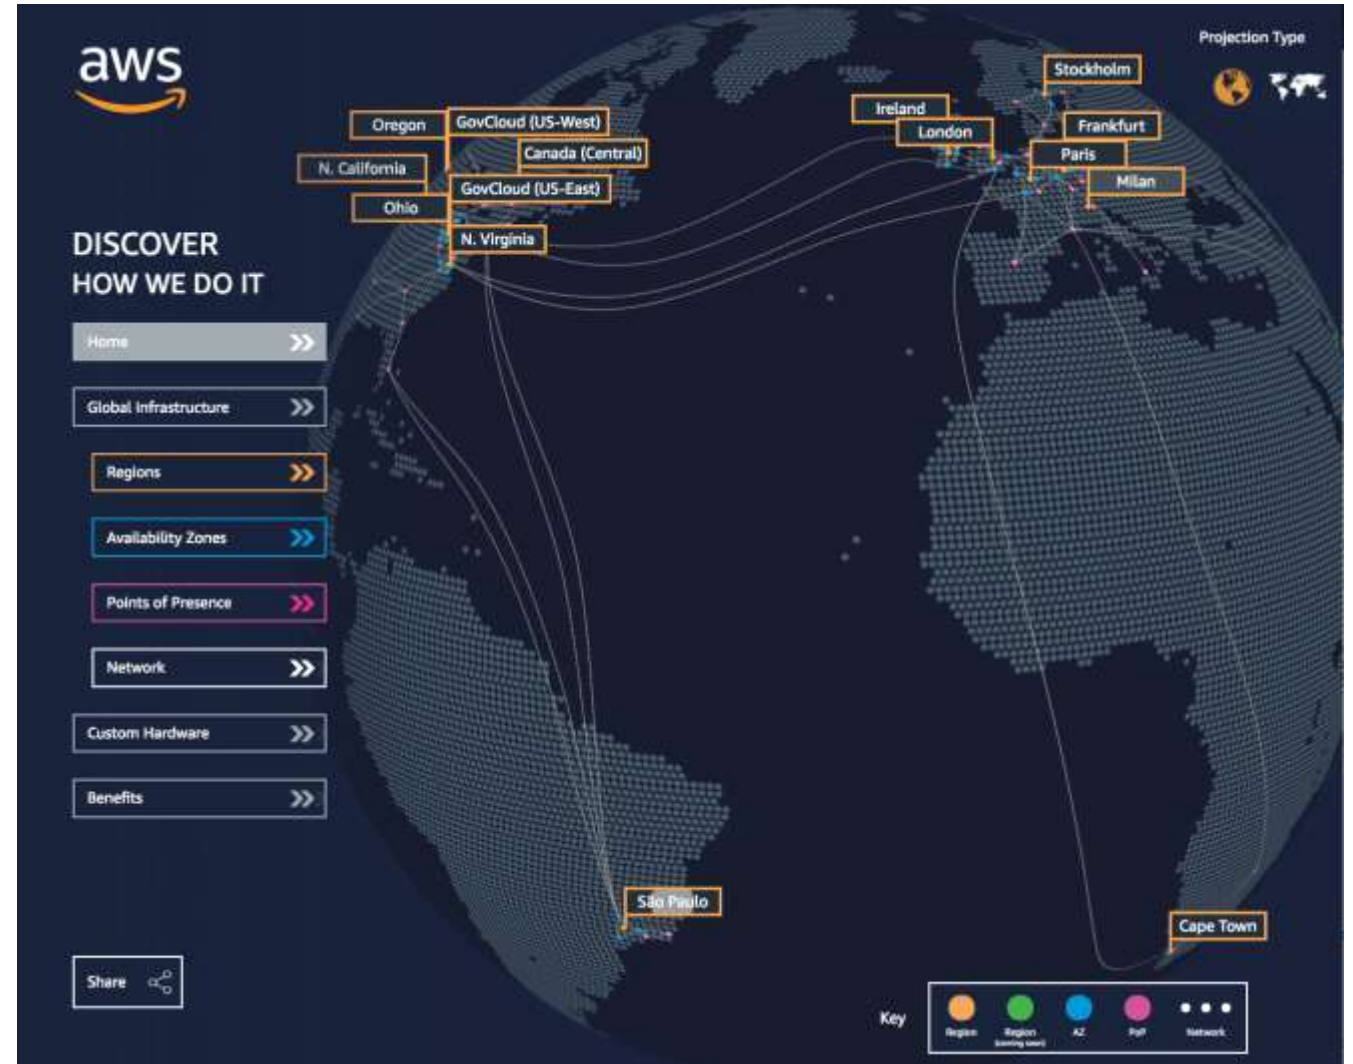 aws
Projection Type
Stockholm
Ireland
London
Frankfurt
Paris
Milan
Oregon
GovCloud (US-West)
Canada (Central)
N. California
GovCloud (US-East)
Ohio
N. Virginia
DISCOVER
HOW WE DO IT
Home
Global Infrastructure
Regions
Availability Zones
Points of Presence
Network
Custom Hardware
Benefits
São Paulo
Cape Town
Share
Key
Region
Region
(coming soon)
AZ
PoP
Network